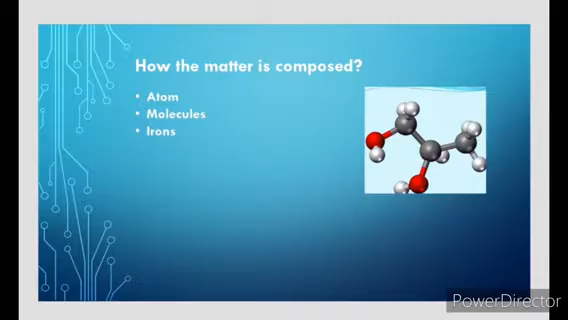 How the matter is composed?
• Atom
• Molecules
• Irons
PowerDirector